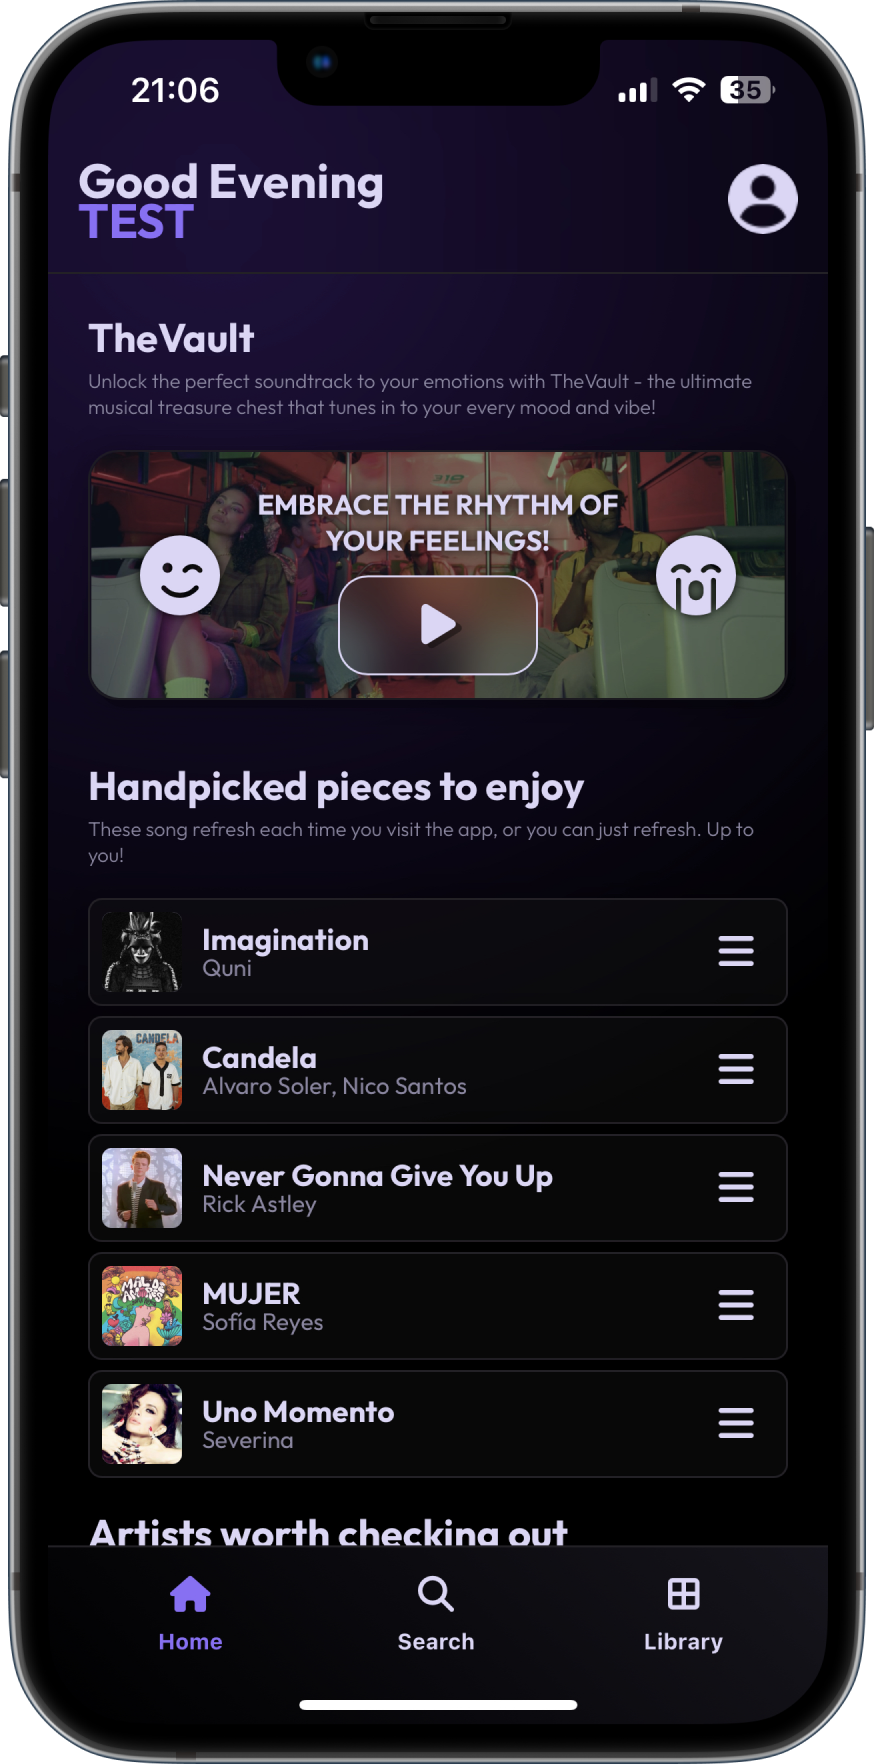 21:06
35
Good Evening
TEST
TheVault
Unlock the perfect soundtrack to your emotions with TheVault - the ultimate
musical treasure chest that tunes in to your every mood and vibe!
EMBRACE THE RHYTHM OF
YOUR FEELINGS!
Handpicked pieces to enjoy
These song refresh each time you visit the app, or you can just refresh. Up to
you!
Imagination
Quni
CANDELA
Candela
Alvaro Soler, Nico Santos
Never Gonna Give You Up
Rick Astley
MAL DE
AMORES
MUJER
Sofía Reyes
Uno Momento
Severina
Artists worth checking out
Home
Search
Library